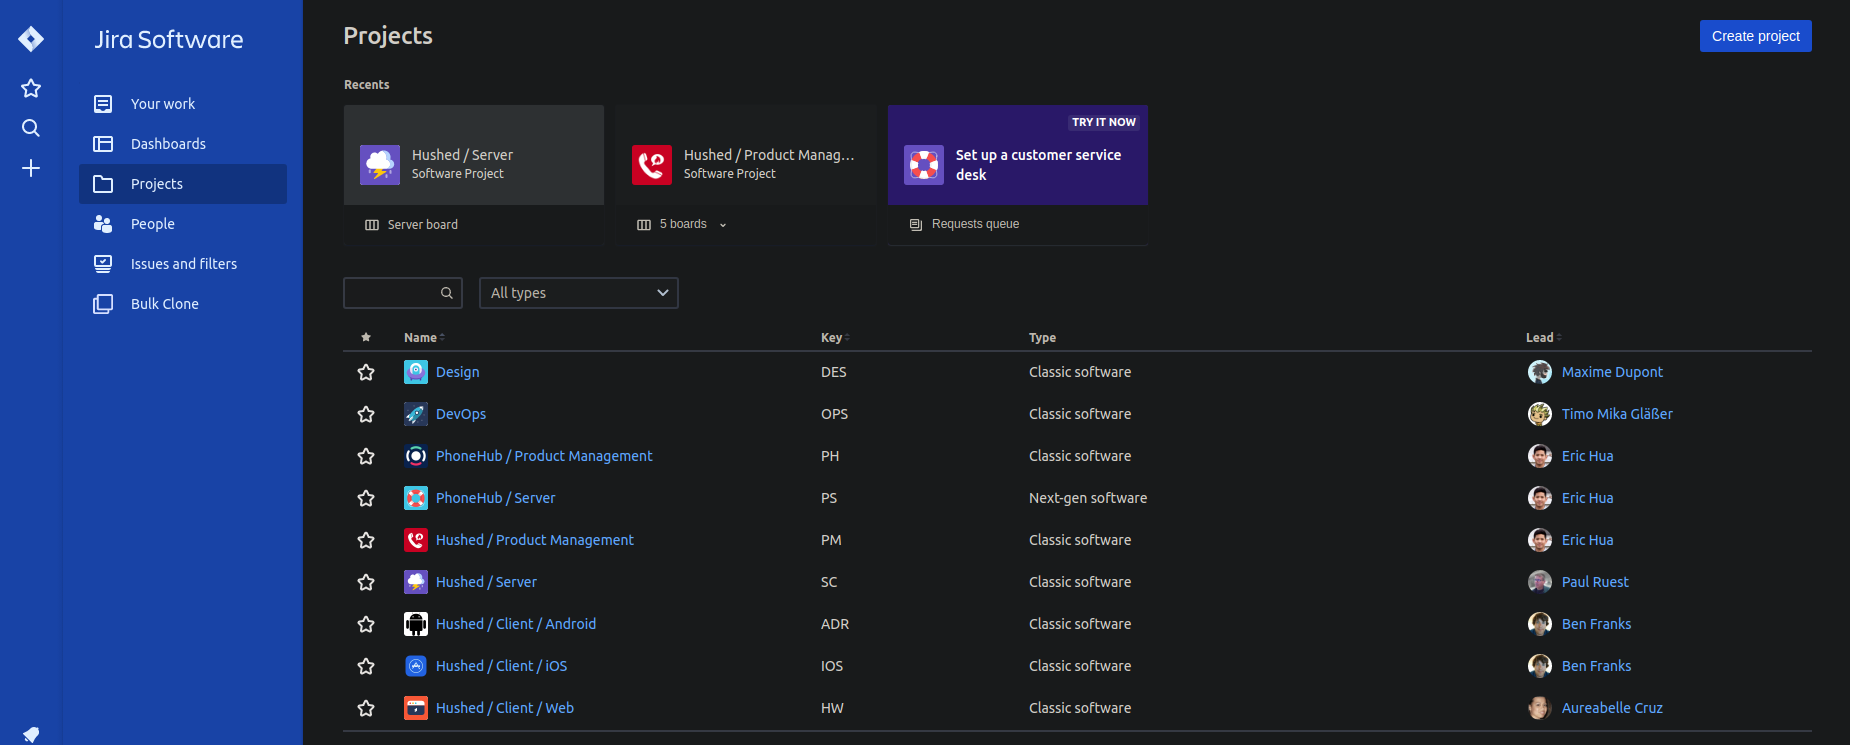 Jira Software
Your work
Dashboards
Projects
People
Issues and filters
Bulk Clone
Projects
Create project
Recents
Hushed / Server
Software Project
Server board
Hushed / Product Manag...
Software Project
5 boards
TRY IT NOW
Set up a customer service
desk
Requests queue
All types
Name Key Type Lead
Design DES Classic software Maxime Dupont
DevOps OPS Classic software Timo Mika Gläßer
PhoneHub / Product Management PH Classic software Eric Hua
PhoneHub / Server PS Next-gen software Eric Hua
Hushed / Product Management PM Classic software Eric Hua
Hushed / Server SC Classic software Paul Ruest
Hushed / Client / Android ADR Classic software Ben Franks
Hushed / Client / iOS IOS Classic software Ben Franks
Hushed / Client / Web HW Classic software Aureabelle Cruz